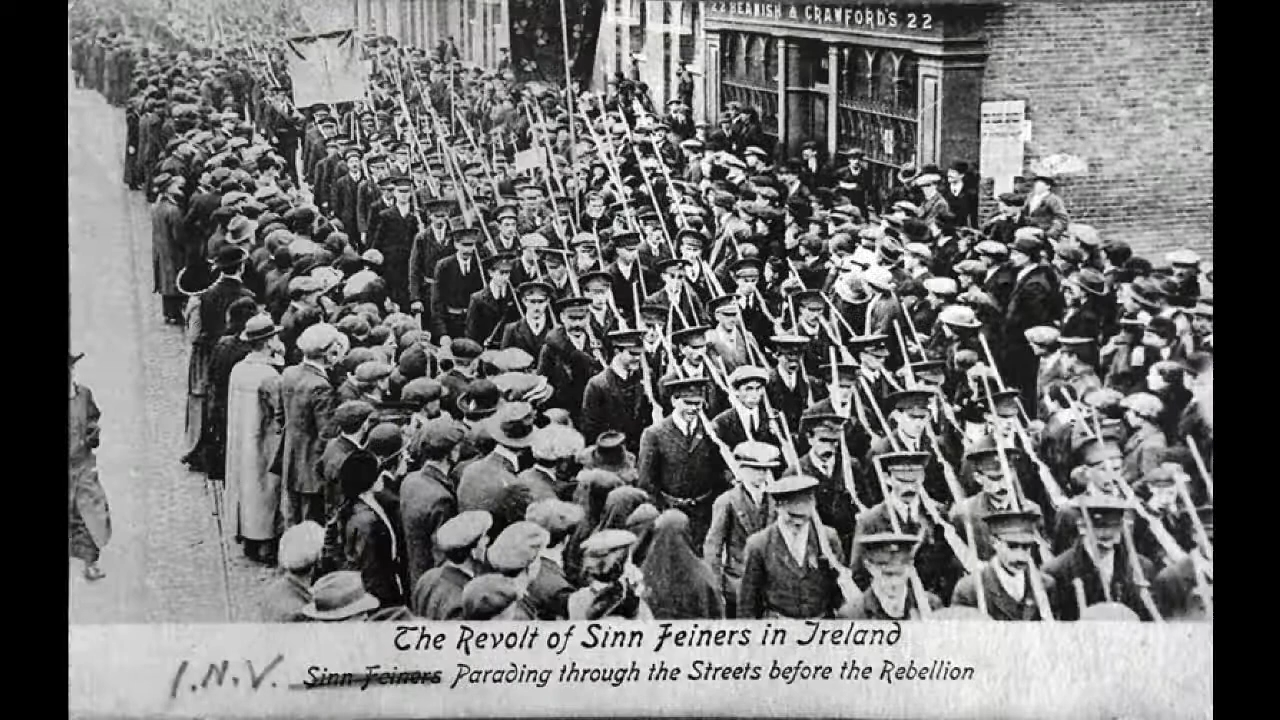 22 BEANISH & CRAWFORD'S 22
The Revolt of Sinn Feiners in Ireland
I.N.V. Sinn Feiners Parading through the Streets before the Rebellion